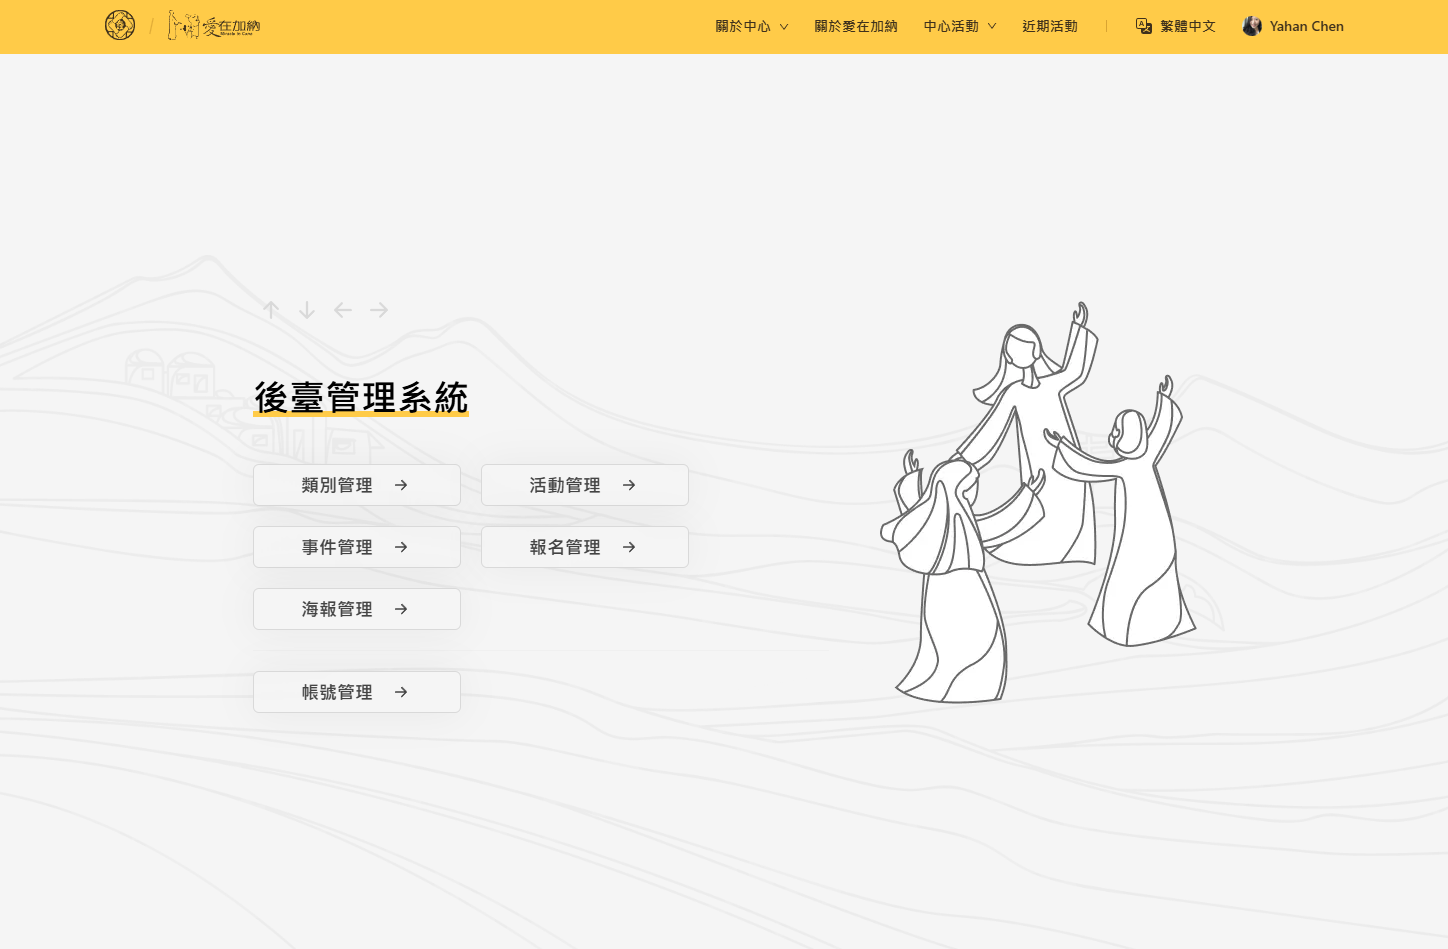 愛在加納
Miracle in Cana
關於中心
關於愛在加納
中心活動
近期活動
繁體中文
Yahan Chen
後臺管理系統
類別管理
活動管理
事件管理
報名管理
海報管理
帳號管理